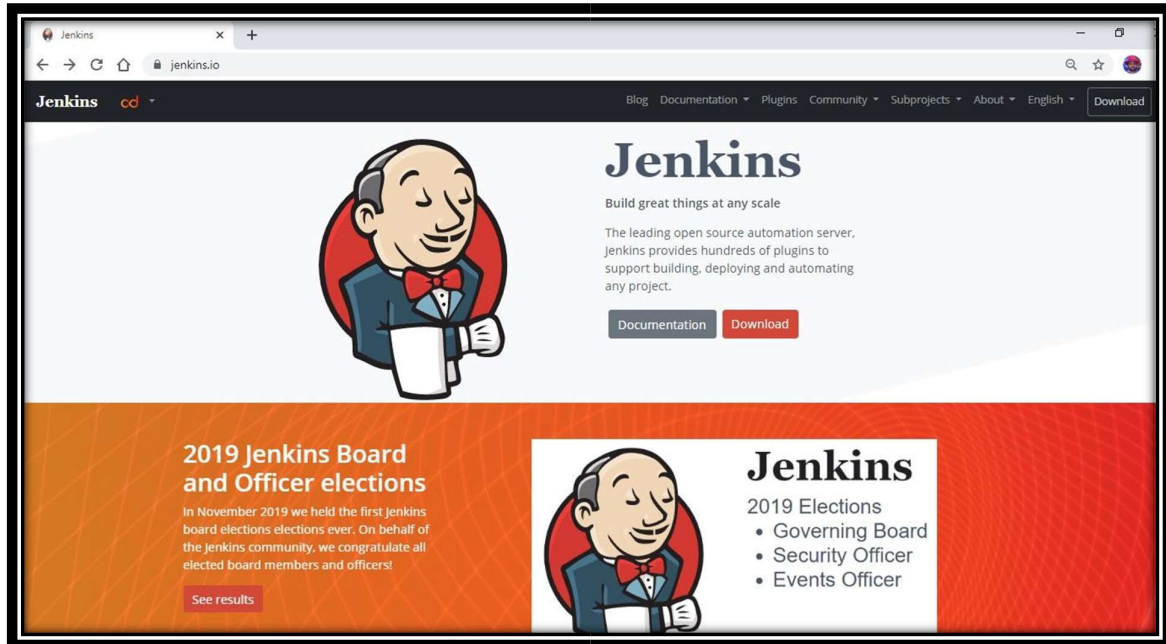 Jenkins
jenkins.io
Jenkins cd Blog Documentation Plugins Community Subprojects About English Download
Jenkins
Build great things at any scale
The leading open source automation server,
Jenkins provides hundreds of plugins to
support building, deploying and automating
any project.
Documentation Download
2019 Jenkins Board
and Officer elections
In November 2019 we held the first Jenkins
board elections elections ever. On behalf of
the Jenkins community, we congratulate all
elected board members and officers!
See results
Jenkins
2019 Elections
• Governing Board
• Security Officer
• Events Officer